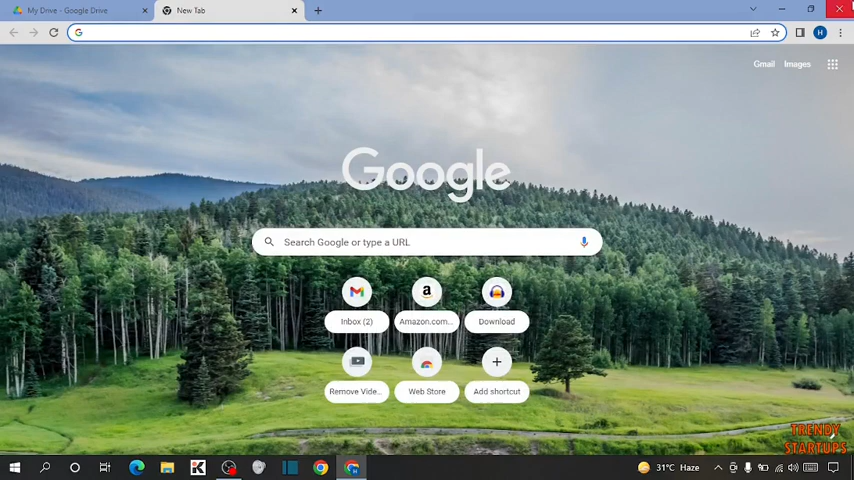 My Drive - Google Drive
New Tab
H
Gmail
Images
Google
Search Google or type a URL
Inbox (2)
Amazon.com...
Download
Remove Vide...
Web Store
Add shortcut
TRENDY
STARTUPS
31°C Haze